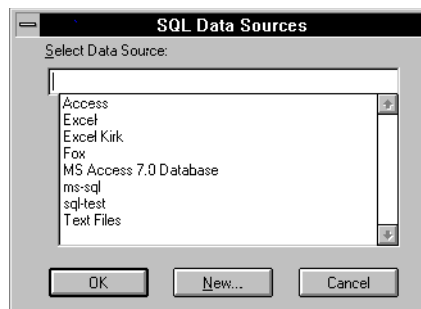 SQL Data Sources
Select Data Source:
Access
Excel
Excel Kirk
Fox
MS Access 7.0 Database
ms-sql
sql-test
Text Files
OK New... Cancel